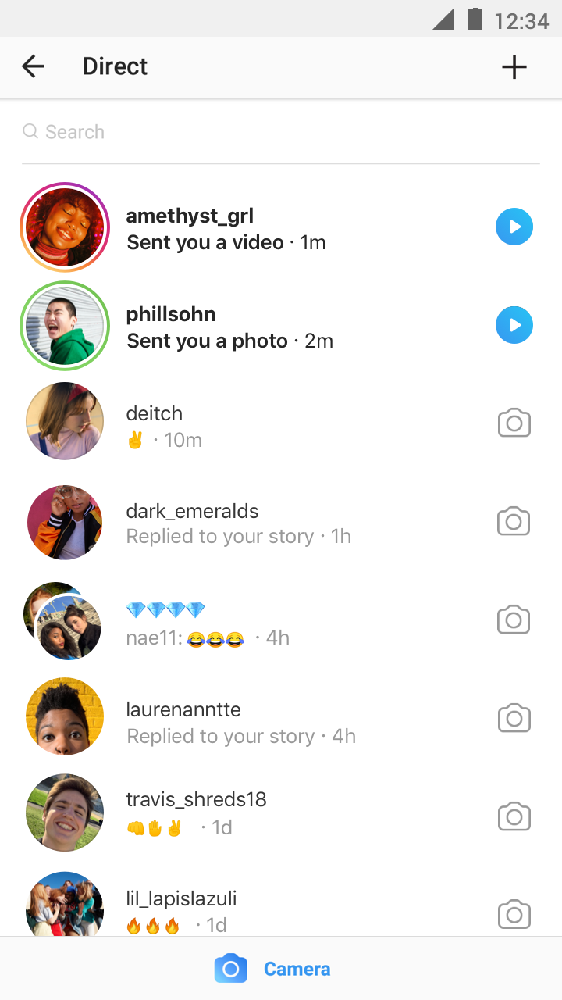 12:34
Direct
Search
amethyst_grl
Sent you a video · 1m
phillsohn
Sent you a photo · 2m
deitch
✌️ · 10m
dark_emeralds
Replied to your story · 1h
💎💎💎💎
nae11: 😂😂😂 · 4h
laurenanntte
Replied to your story · 4h
travis_shreds18
👊✋✌️ · 1d
lil_lapislazuli
🔥🔥🔥 · 1d
Camera